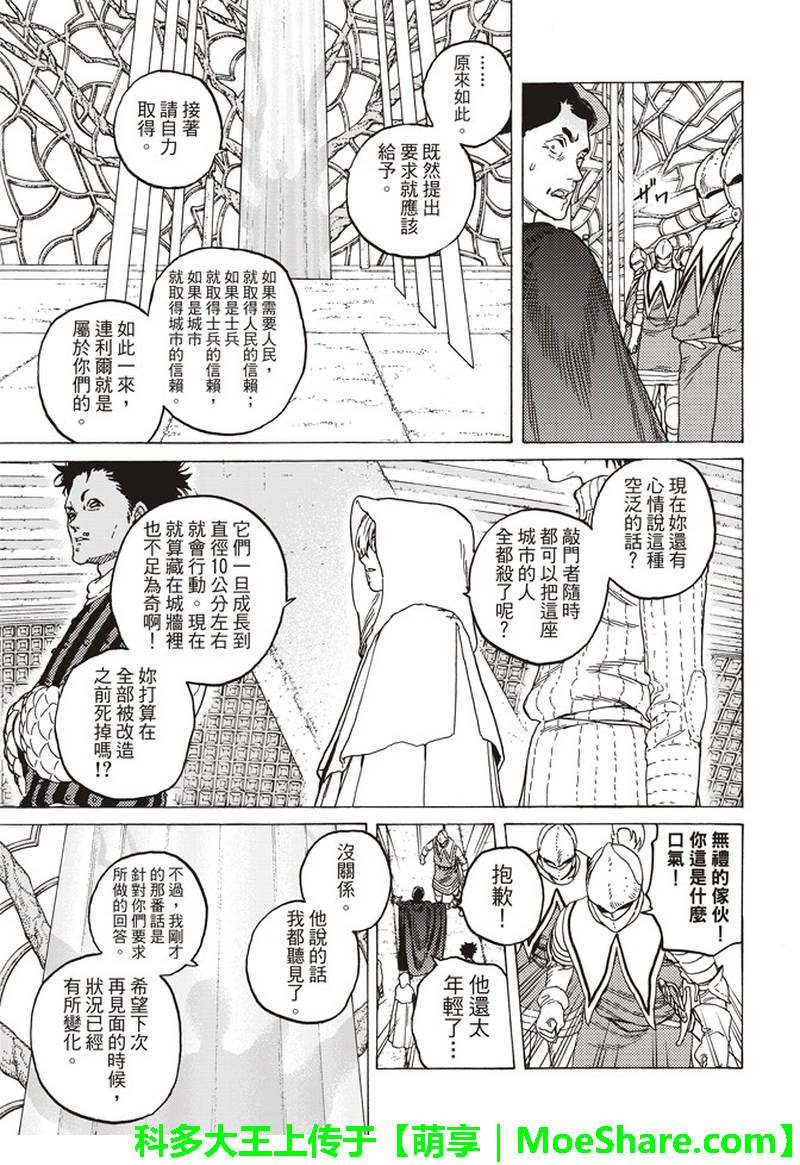 ザッ
……
原來如此。
既然提出
要求就應該
給予。
接著
請自力
取得。
如果需要人民，
就取得人民的信賴；
如果是士兵
就取得士兵的信賴，
如果是城市
就取得城市的信賴。
如此一來，
連利爾就是
屬於你們的。
現在妳還有
心情說這種
空泛的話？
敲門者隨時
都可以把這座
城市的人
全都殺了呢？
它們一旦成長到
直徑10公分左右
就會行動。現在
就算藏在城牆裡
也不足為奇啊！
妳打算在
全部被改造
之前死掉嗎!?
無禮的傢伙！
你這是什麼
口氣！
抱歉！
他還太
年輕了…
沒關係。
他說的話
我都聽見了。
不過，我剛才
的那番話是
針對你們要求
所做的回答。
希望下次
再見面的時候，
狀況已經
有所變化。
科多大王上传于【萌享 | MoeShare.com】